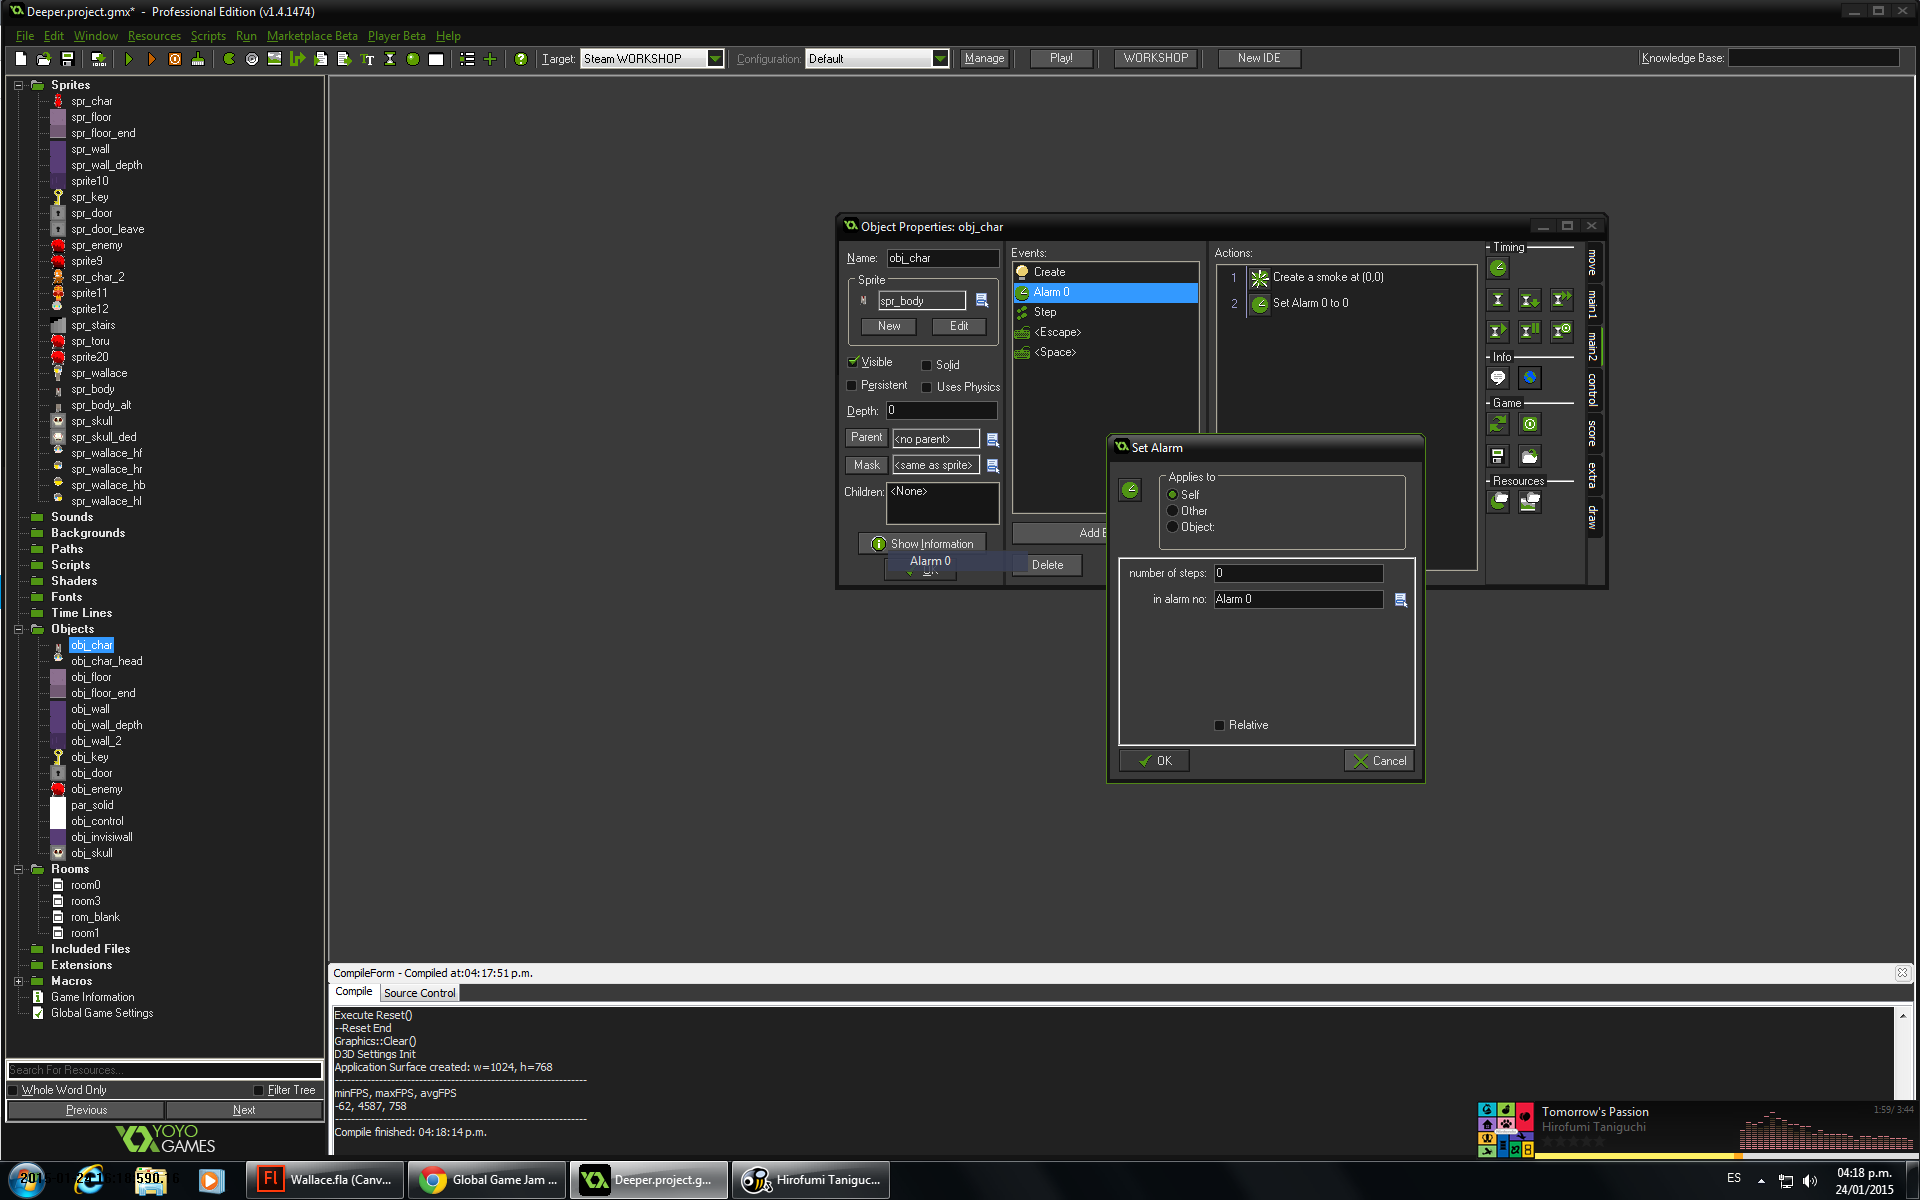 Deeper.project.gmx* - Professional Edition (v1.4.1474)
File Edit Window Resources Scripts Run Marketplace Beta Player Beta Help
Target: Steam WORKSHOP Configuration: Default Manage Play! WORKSHOP New IDE Knowledge Base:
Sprites
spr_char
spr_floor
spr_floor_end
spr_wall
spr_wall_depth
sprite10
spr_key
spr_door
spr_door_leave
spr_enemy
sprite9
spr_char_2
sprite11
sprite12
spr_stairs
spr_toru
sprite20
spr_wallace
spr_body
spr_body_alt
spr_skull
spr_skull_ded
spr_wallace_hf
spr_wallace_hr
spr_wallace_hb
spr_wallace_hl
Sounds
Backgrounds
Paths
Scripts
Shaders
Fonts
Time Lines
Objects
obj_char
obj_char_head
obj_floor
obj_floor_end
obj_wall
obj_wall_depth
obj_wall_2
obj_key
obj_door
obj_enemy
par_solid
obj_control
obj_invisiwall
obj_skull
Rooms
room0
room3
rom_blank
room1
Included Files
Extensions
Macros
Game Information
Global Game Settings
Search For Resources...
Whole Word Only Filter Tree
Previous Next
YOYO
GAMES
Object Properties: obj_char
Name: obj_char
Sprite
spr_body
New Edit
Visible Solid
Persistent Uses Physics
Depth: 0
Parent <no parent>
Mask <same as sprite>
Children: <None>
Show Information
Alarm 0
OK
Events:
Create
Alarm 0
Step
<Escape>
<Space>
Add E
Delete
Actions:
1 Create a smoke at (0,0)
2 Set Alarm 0 to 0
Timing
Info
Game
Resources
move
main1
main2
control
score
extra
draw
Set Alarm
Applies to
Self
Other
Object:
number of steps: 0
in alarm no: Alarm 0
Relative
OK Cancel
CompileForm - Compiled at:04:17:51 p.m.
Compile Source Control
Execute Reset()
--Reset End
Graphics::Clear()
D3D Settings Init
Application Surface created: w=1024, h=768
minFPS, maxFPS, avgFPS
-62, 4587, 758
Compile finished: 04:18:14 p.m.
Tomorrow's Passion 1:59/ 3:44
Hirofumi Taniguchi
Wallace.fla (Canv... Global Game Jam ... Deeper.project.g... Hirofumi Taniguc...
ES
04:18 p.m.
24/01/2015